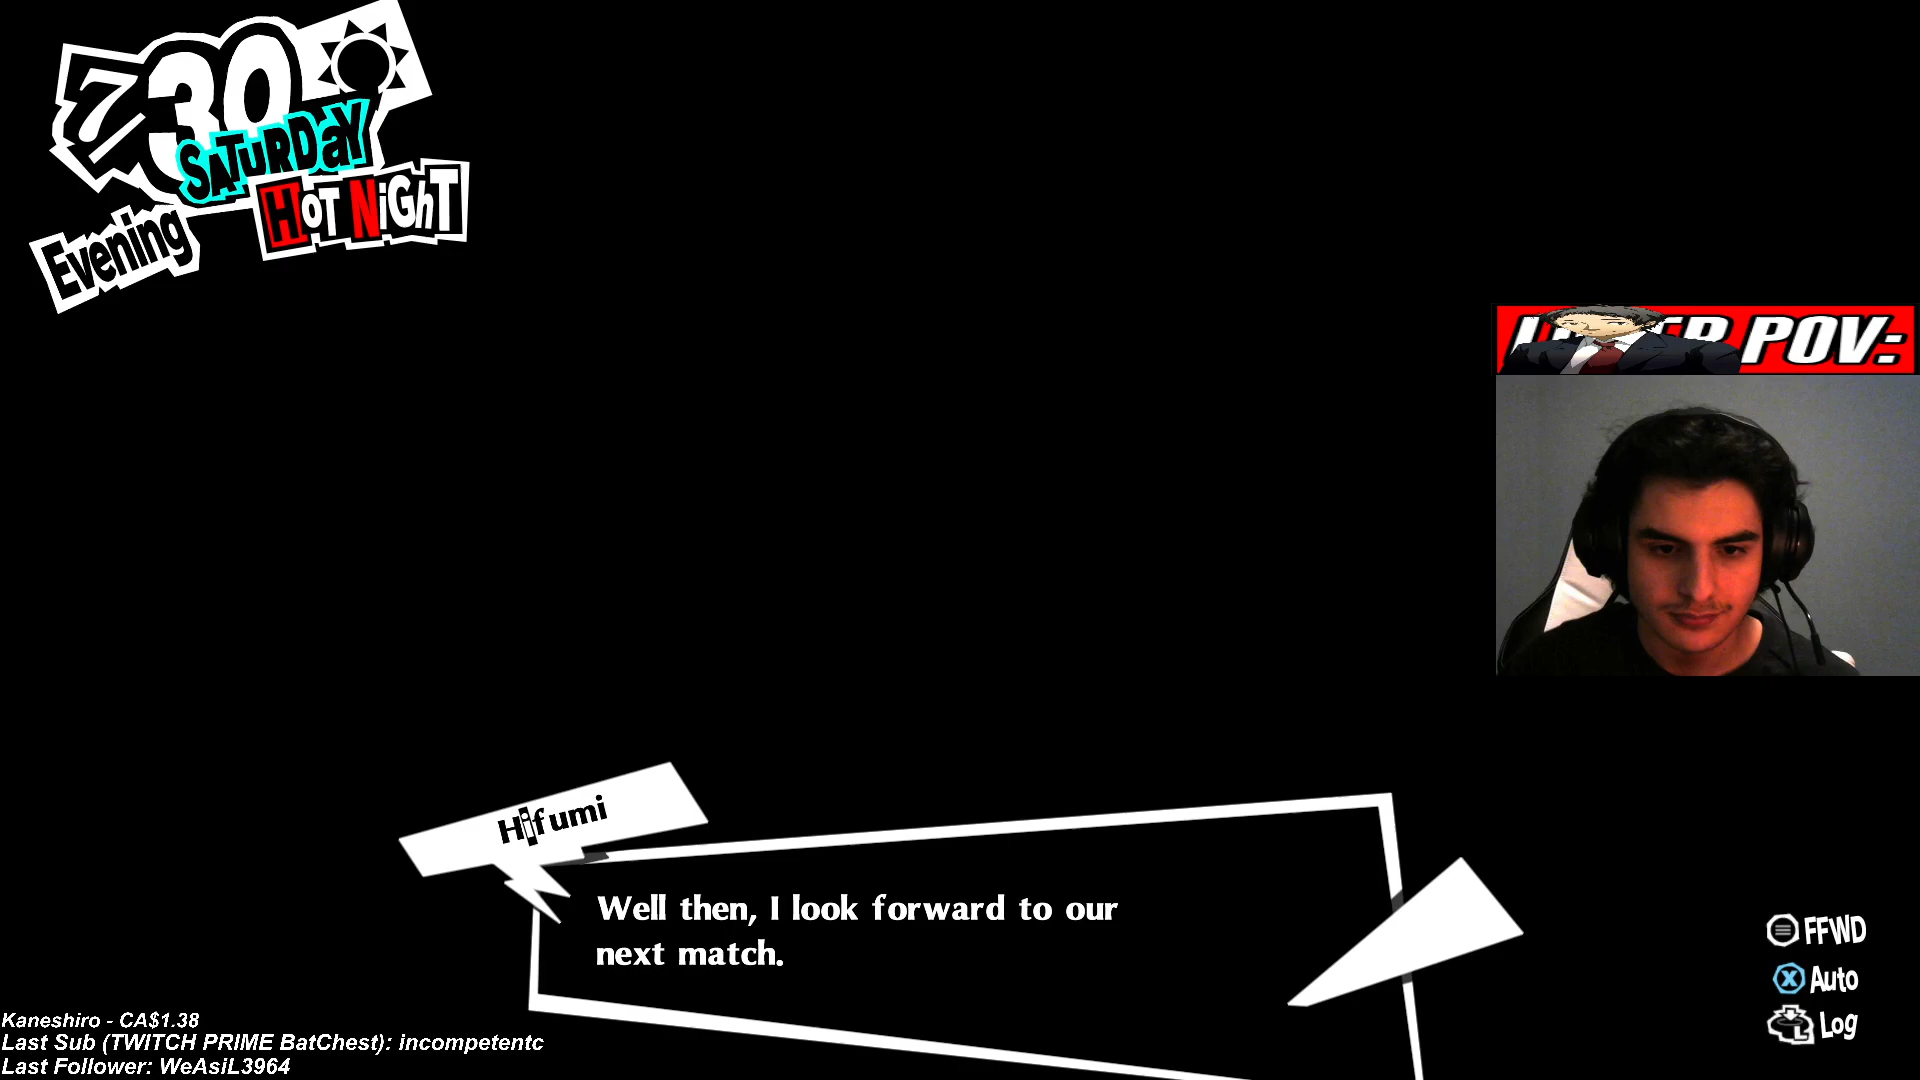 7 30
SATURDaY
Evening
HOT NiGhT
POV:
Hifumi
Well then, I look forward to our
next match.
FFWD
X Auto
L Log
Kaneshiro - CA$1.38
Last Sub (TWITCH PRIME BatChest): incompetentc
Last Follower: WeAsiL3964